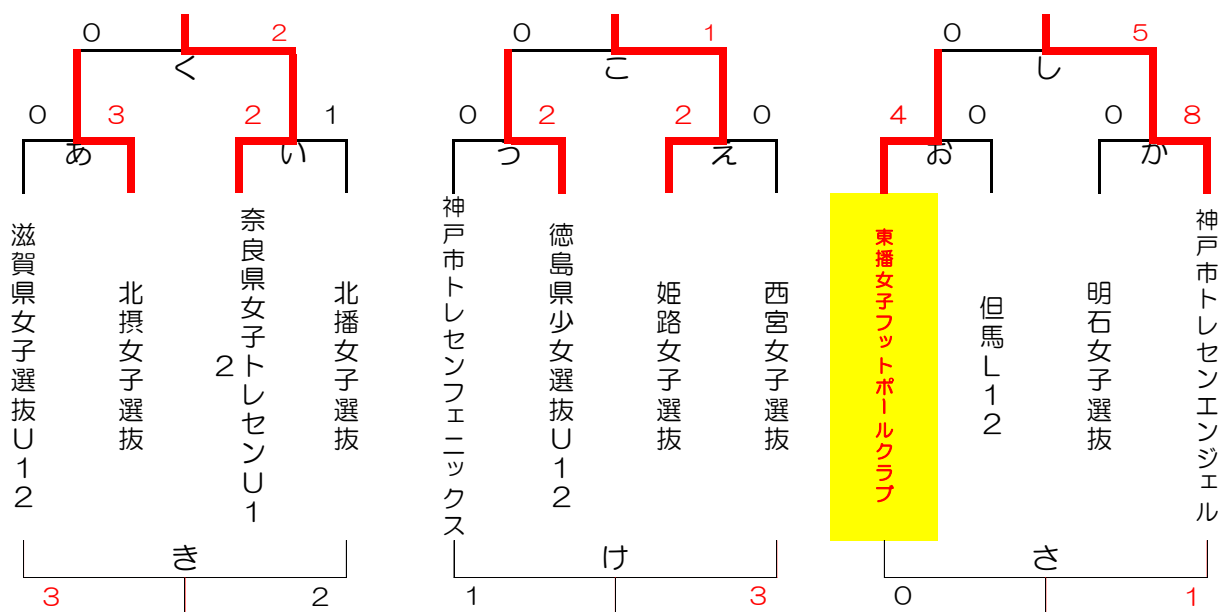 0 2 0 1 0 5
く こ し
0 3 2 1 0 2 2 0 4 0 0 8
あ い う え お か
滋賀県女子選抜U12
北摂女子選抜
奈良県女子トレセンU1
2
北播女子選抜
神戸市トレセンフェニックス
徳島県少女選抜U12
姫路女子選抜
西宮女子選抜
東播女子フットボールクラブ
但馬L12
明石女子選抜
神戸市トレセンエンジェル
き け さ
3 2 1 3 0 1